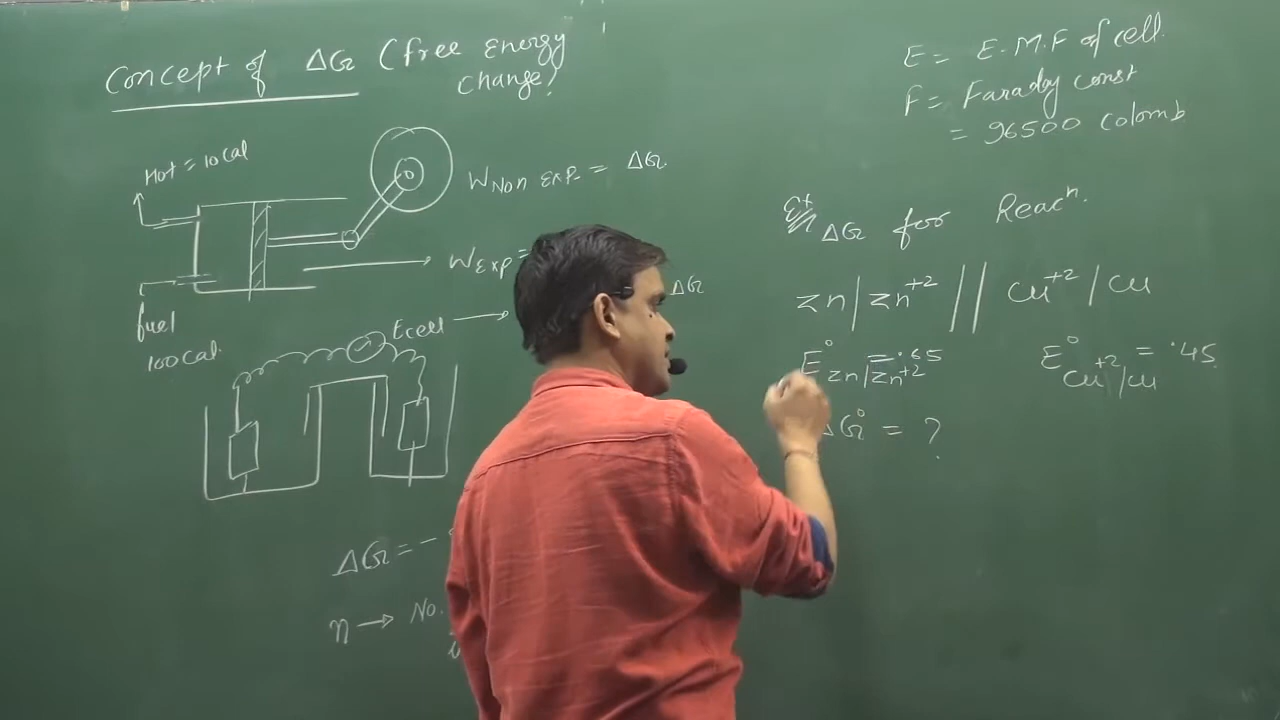 Concept of ΔG (free energy
change)
Hot = 10 Cal
fuel
100 Cal.
W Non Exp. = ΔG.
W Exp =
ΔG
Ecell
ΔG = -
n → No.
E = E.M.F of cell.
F = Faraday const
= 96500 Colomb
Ex
ΔG for Reacⁿ.
Zn / Zn⁺² // Cu⁺² / Cu
E° Zn/Zn⁺² = .65
E° Cu⁺²/Cu = .45
ΔG° = ?